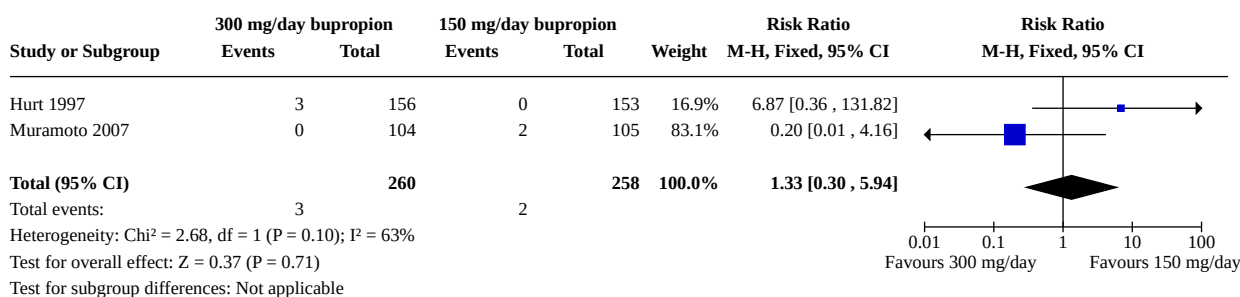 300 mg/day bupropion 150 mg/day bupropion Risk Ratio Risk Ratio
Study or Subgroup Events Total Events Total Weight M-H, Fixed, 95% CI M-H, Fixed, 95% CI
Hurt 1997 3 156 0 153 16.9% 6.87 [0.36 , 131.82]
Muramoto 2007 0 104 2 105 83.1% 0.20 [0.01 , 4.16]
Total (95% CI) 260 258 100.0% 1.33 [0.30 , 5.94]
Total events: 3 2
Heterogeneity: Chi² = 2.68, df = 1 (P = 0.10); I² = 63%
0.01 0.1 1 10 100
Test for overall effect: Z = 0.37 (P = 0.71) Favours 300 mg/day Favours 150 mg/day
Test for subgroup differences: Not applicable